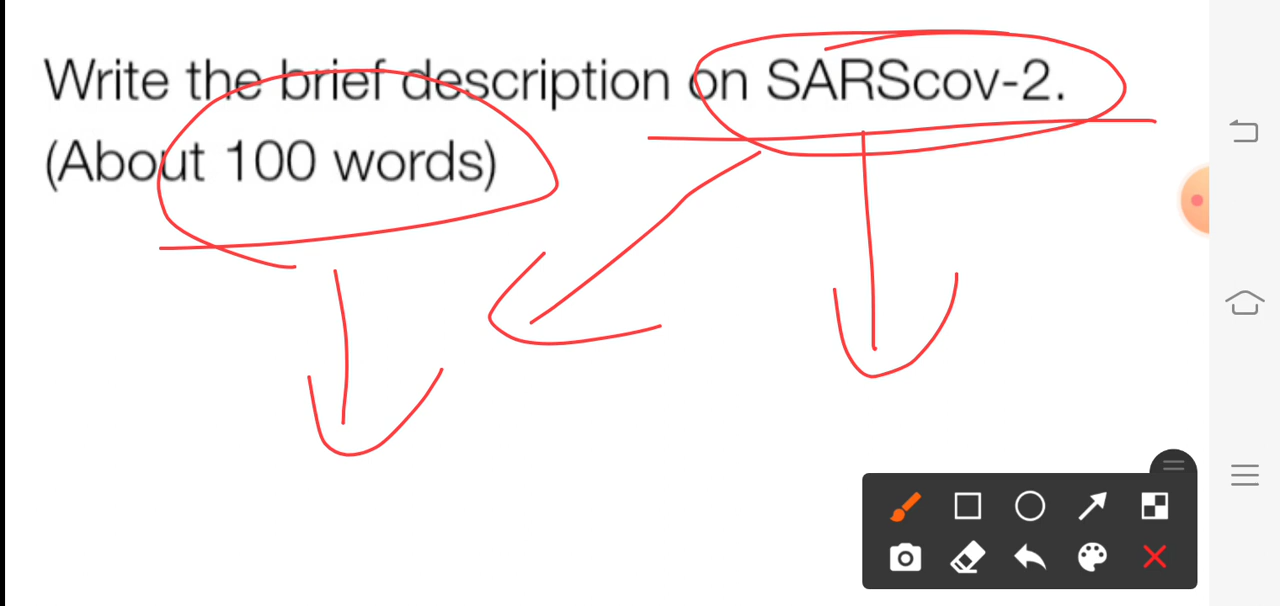 Write the brief description on SARScov-2.
(About 100 words)